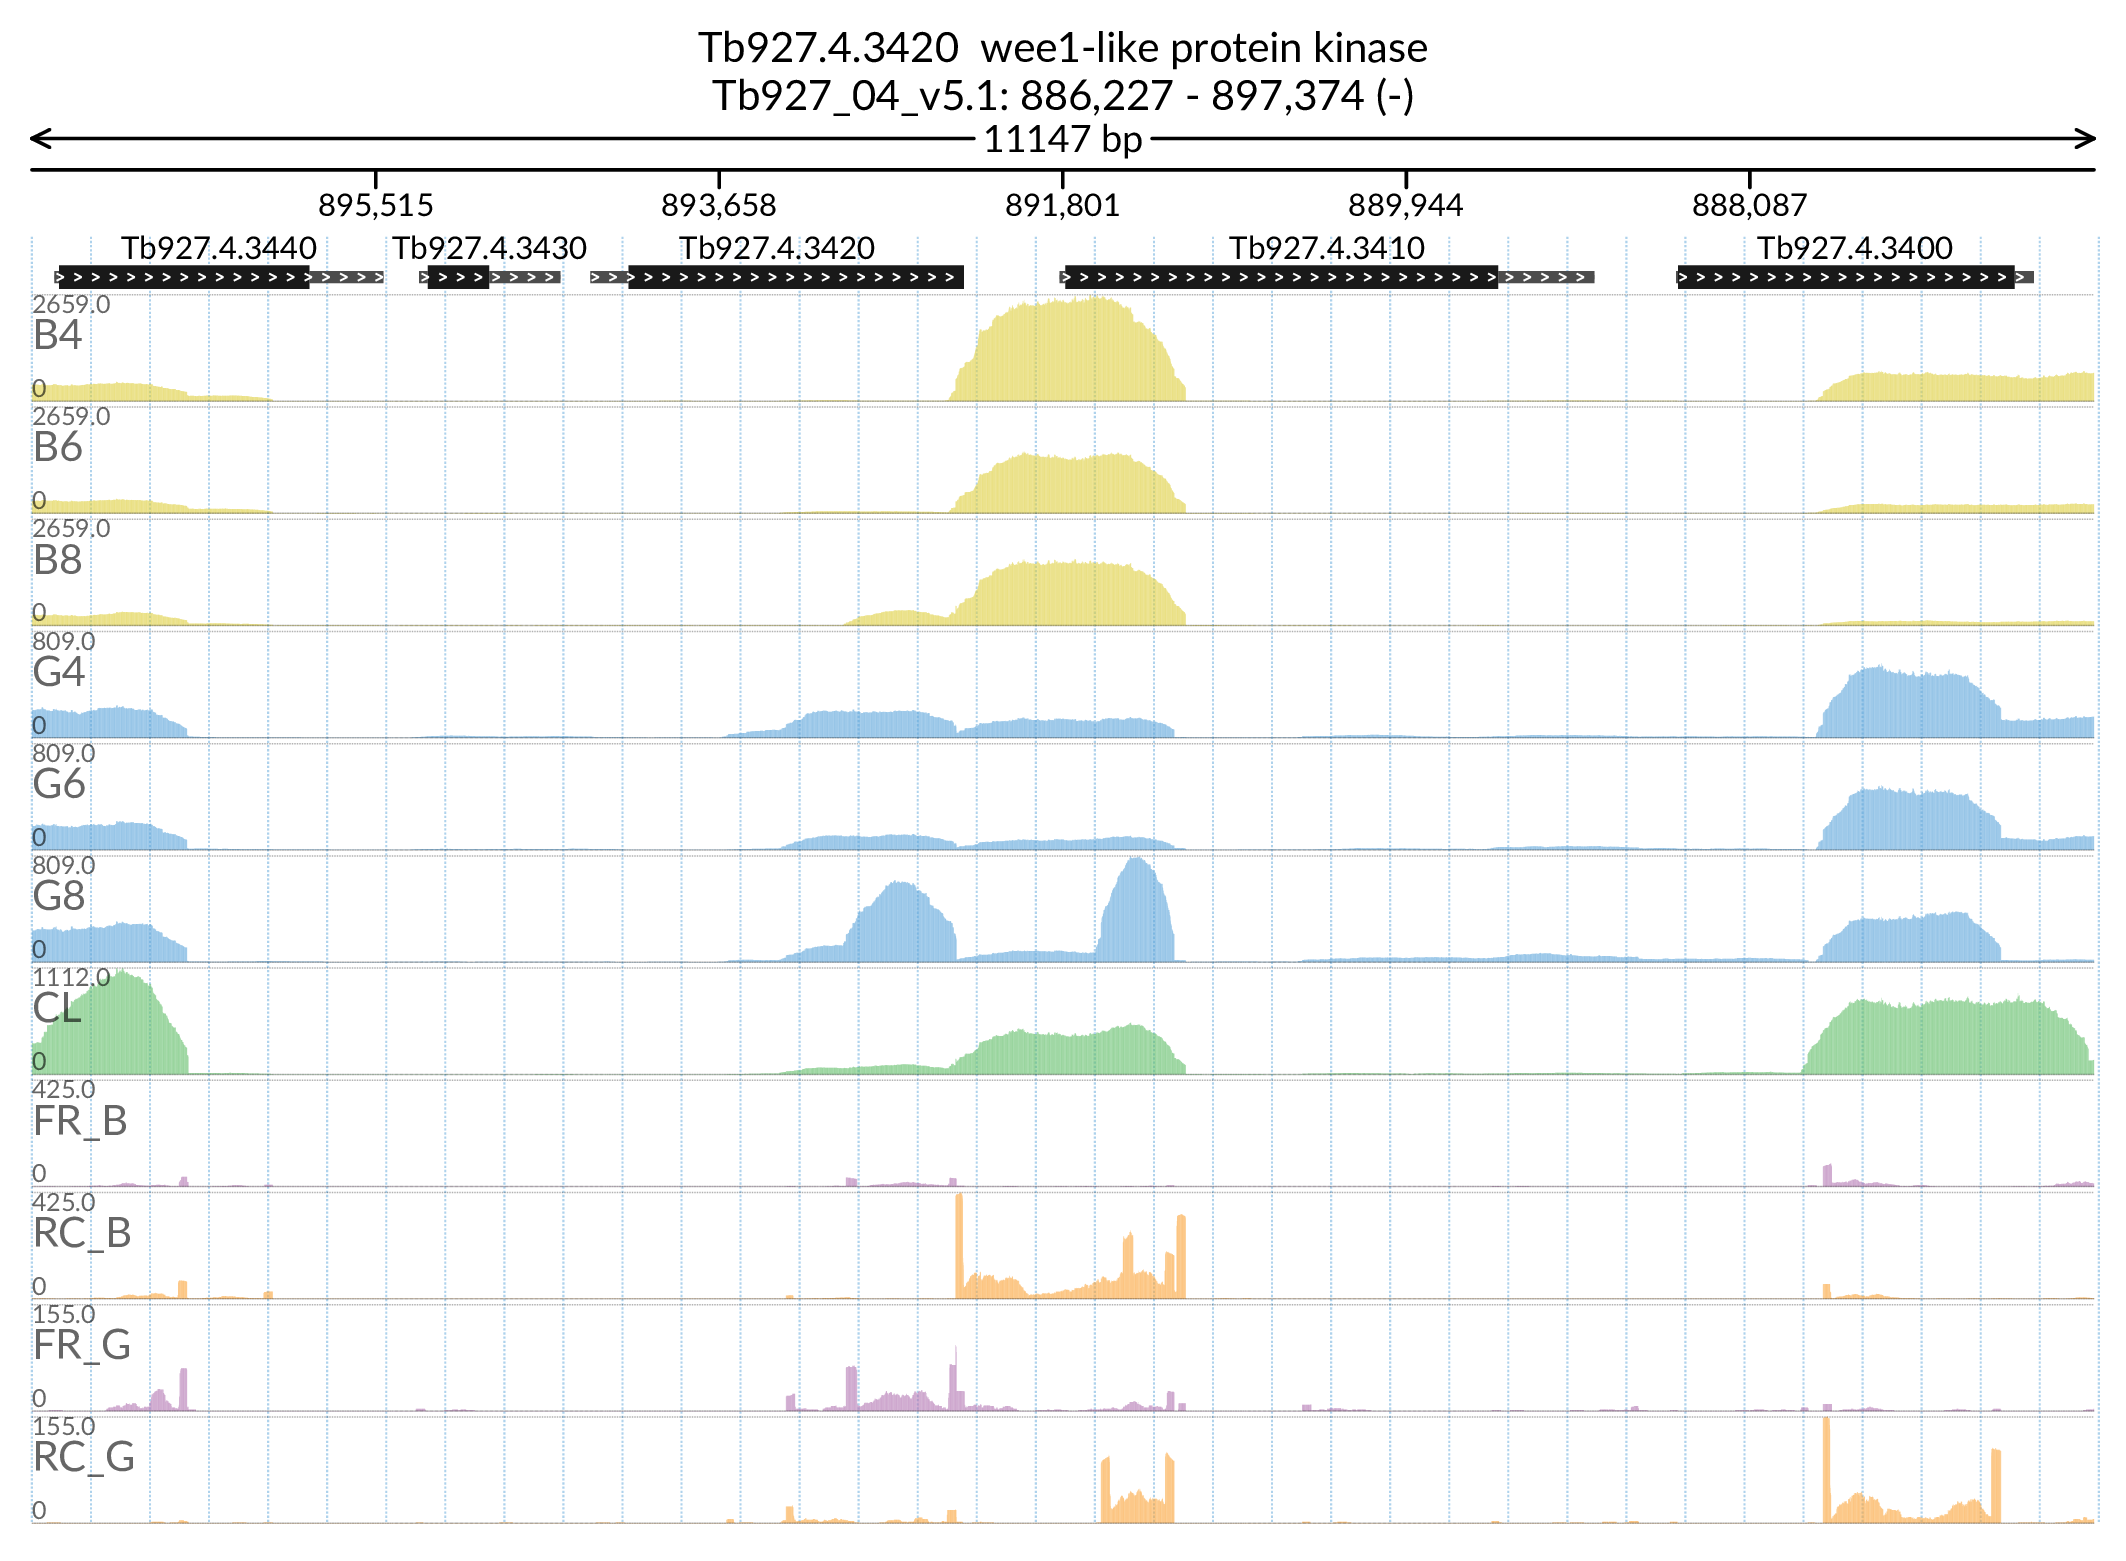 Tb927.4.3420 wee1-like protein kinase
Tb927_04_v5.1: 886,227 - 897,374 (-)
11147 bp
895,515 893,658 891,801 889,944 888,087
Tb927.4.3440 Tb927.4.3430 Tb927.4.3420 Tb927.4.3410 Tb927.4.3400
2659.0
B4
0
2659.0
B6
0
2659.0
B8
0
809.0
G4
0
809.0
G6
0
809.0
G8
0
1112.0
CL
0
425.0
FR_B
0
425.0
RC_B
0
155.0
FR_G
0
155.0
RC_G
0